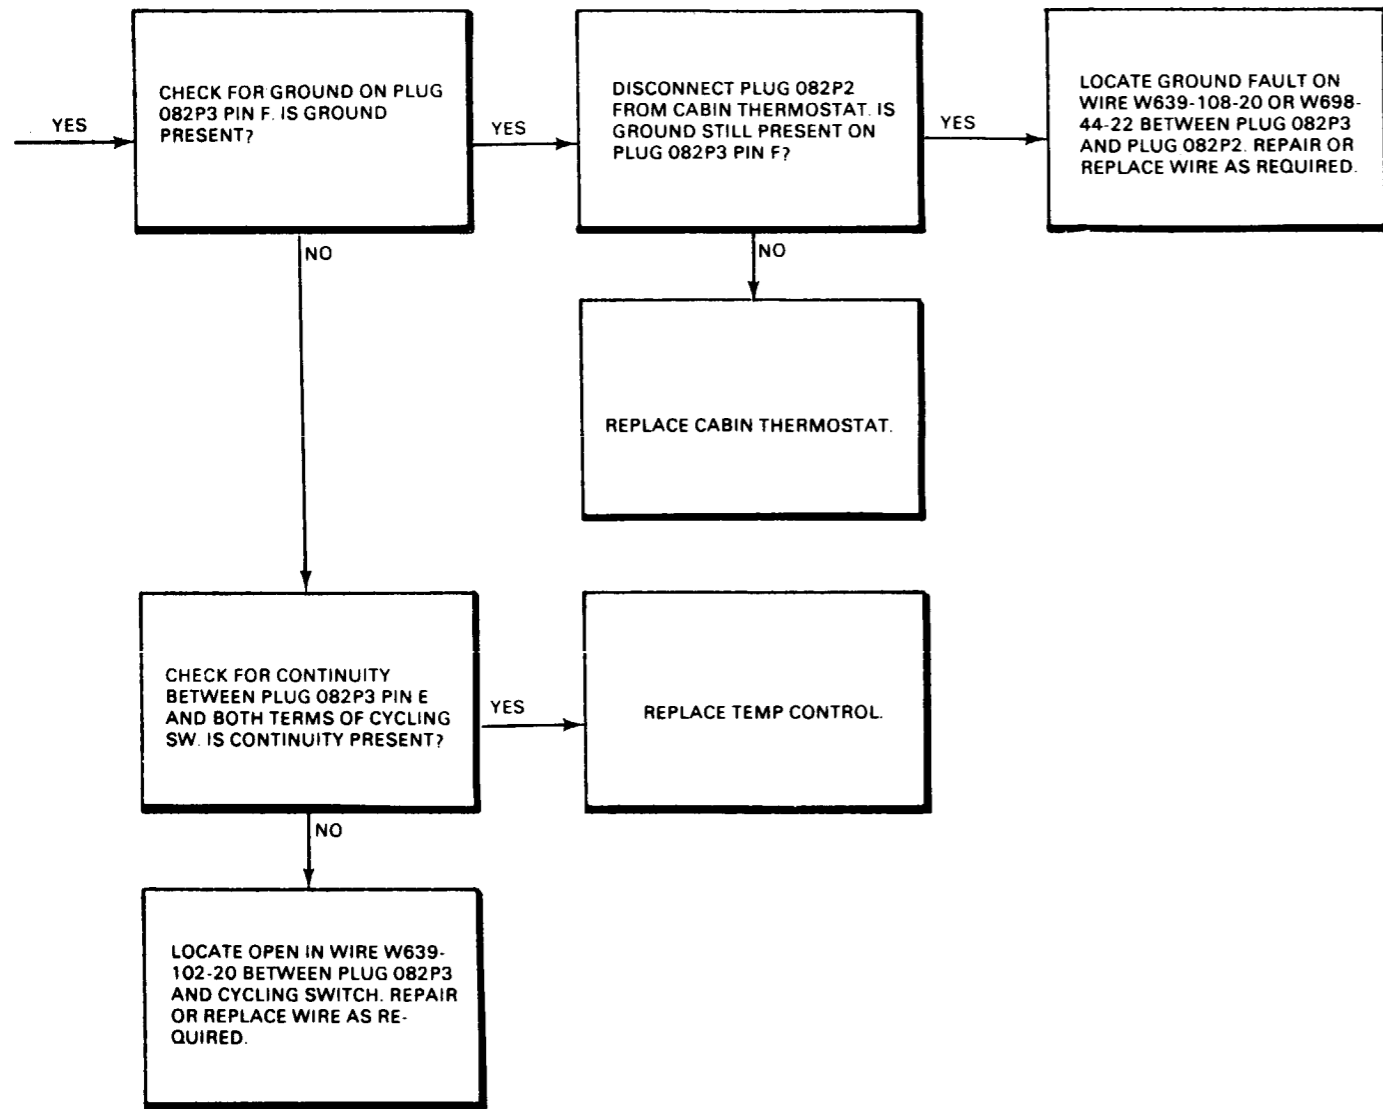 YES
CHECK FOR GROUND ON PLUG
082P3 PIN F. IS GROUND
PRESENT?
YES
DISCONNECT PLUG 082P2
FROM CABIN THERMOSTAT. IS
GROUND STILL PRESENT ON
PLUG 082P3 PIN F?
YES
LOCATE GROUND FAULT ON
WIRE W639-108-20 OR W698-
44-22 BETWEEN PLUG 082P3
AND PLUG 082P2. REPAIR OR
REPLACE WIRE AS REQUIRED.
NO
NO
REPLACE CABIN THERMOSTAT.
CHECK FOR CONTINUITY
BETWEEN PLUG 082P3 PIN E
AND BOTH TERMS OF CYCLING
SW. IS CONTINUITY PRESENT?
YES
REPLACE TEMP CONTROL.
NO
LOCATE OPEN IN WIRE W639-
102-20 BETWEEN PLUG 082P3
AND CYCLING SWITCH. REPAIR
OR REPLACE WIRE AS RE-
QUIRED.